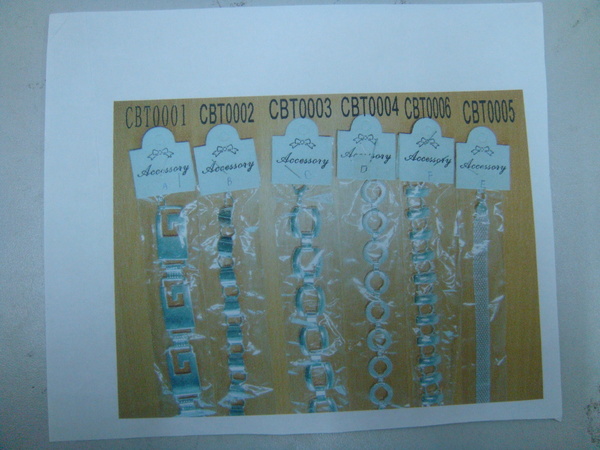 CBT0001 CBT0002 CBT0003 CBT0004 CBT0006 CBT0005
Accessory Accessory Accessory Accessory Accessory Accessory
A B C D F E